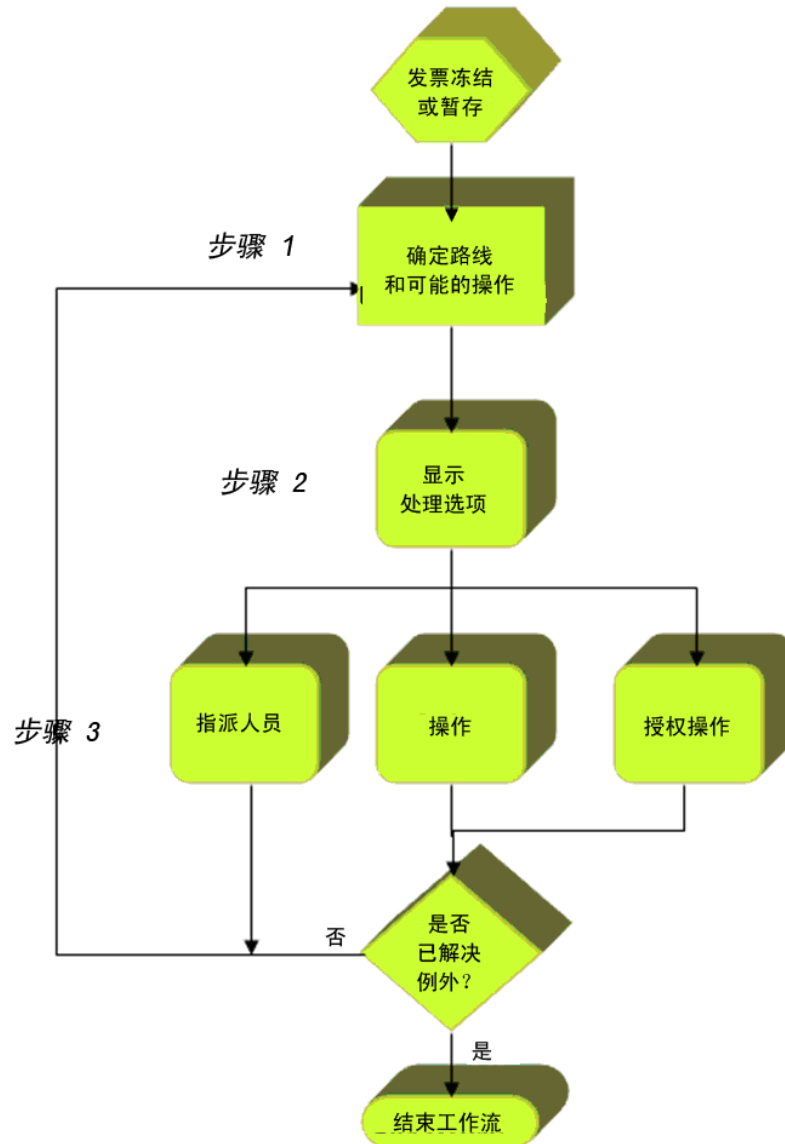 发票冻结
或暂存
步骤 1
确定路线
和可能的操作
步骤 2
显示
处理选项
步骤 3
指派人员
操作
授权操作
否
是否
已解决
例外?
是
结束工作流